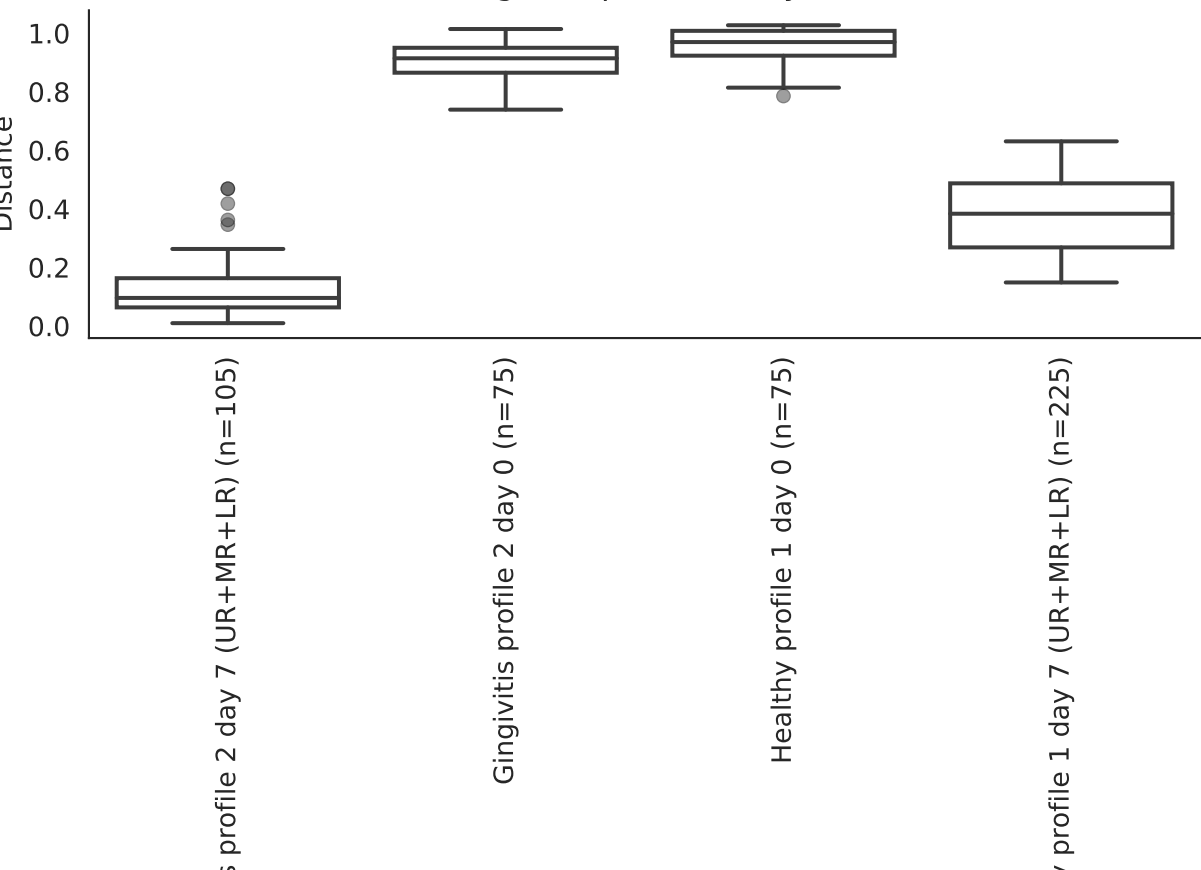 1.0
0.8
0.6
0.4
0.2
0.0
Distance
profile 2 day 7 (UR+MR+LR) (n=105)
Gingivitis profile 2 day 0 (n=75)
Healthy profile 1 day 0 (n=75)
profile 1 day 7 (UR+MR+LR) (n=225)